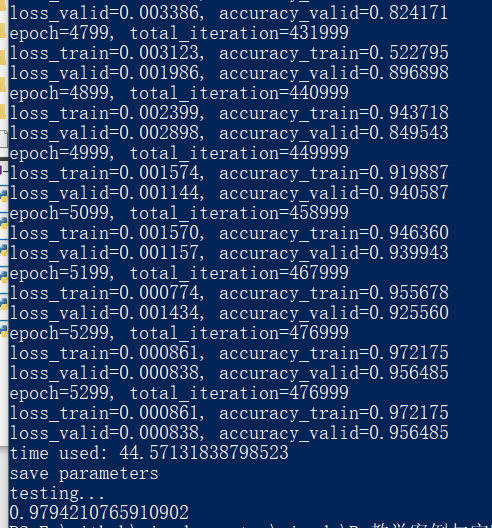 loss_valid=0.003386, accuracy_valid=0.824171
epoch=4799, total_iteration=431999
loss_train=0.003123, accuracy_train=0.522795
loss_valid=0.001986, accuracy_valid=0.896898
epoch=4899, total_iteration=440999
loss_train=0.002399, accuracy_train=0.943718
loss_valid=0.002898, accuracy_valid=0.849543
epoch=4999, total_iteration=449999
loss_train=0.001574, accuracy_train=0.919887
loss_valid=0.001144, accuracy_valid=0.940587
epoch=5099, total_iteration=458999
loss_train=0.001570, accuracy_train=0.946360
loss_valid=0.001157, accuracy_valid=0.939943
epoch=5199, total_iteration=467999
loss_train=0.000774, accuracy_train=0.955678
loss_valid=0.001434, accuracy_valid=0.925560
epoch=5299, total_iteration=476999
loss_train=0.000861, accuracy_train=0.972175
loss_valid=0.000838, accuracy_valid=0.956485
epoch=5299, total_iteration=476999
loss_train=0.000861, accuracy_train=0.972175
loss_valid=0.000838, accuracy_valid=0.956485
time used: 44.57131838798523
save parameters
testing...
0.9794210765910902